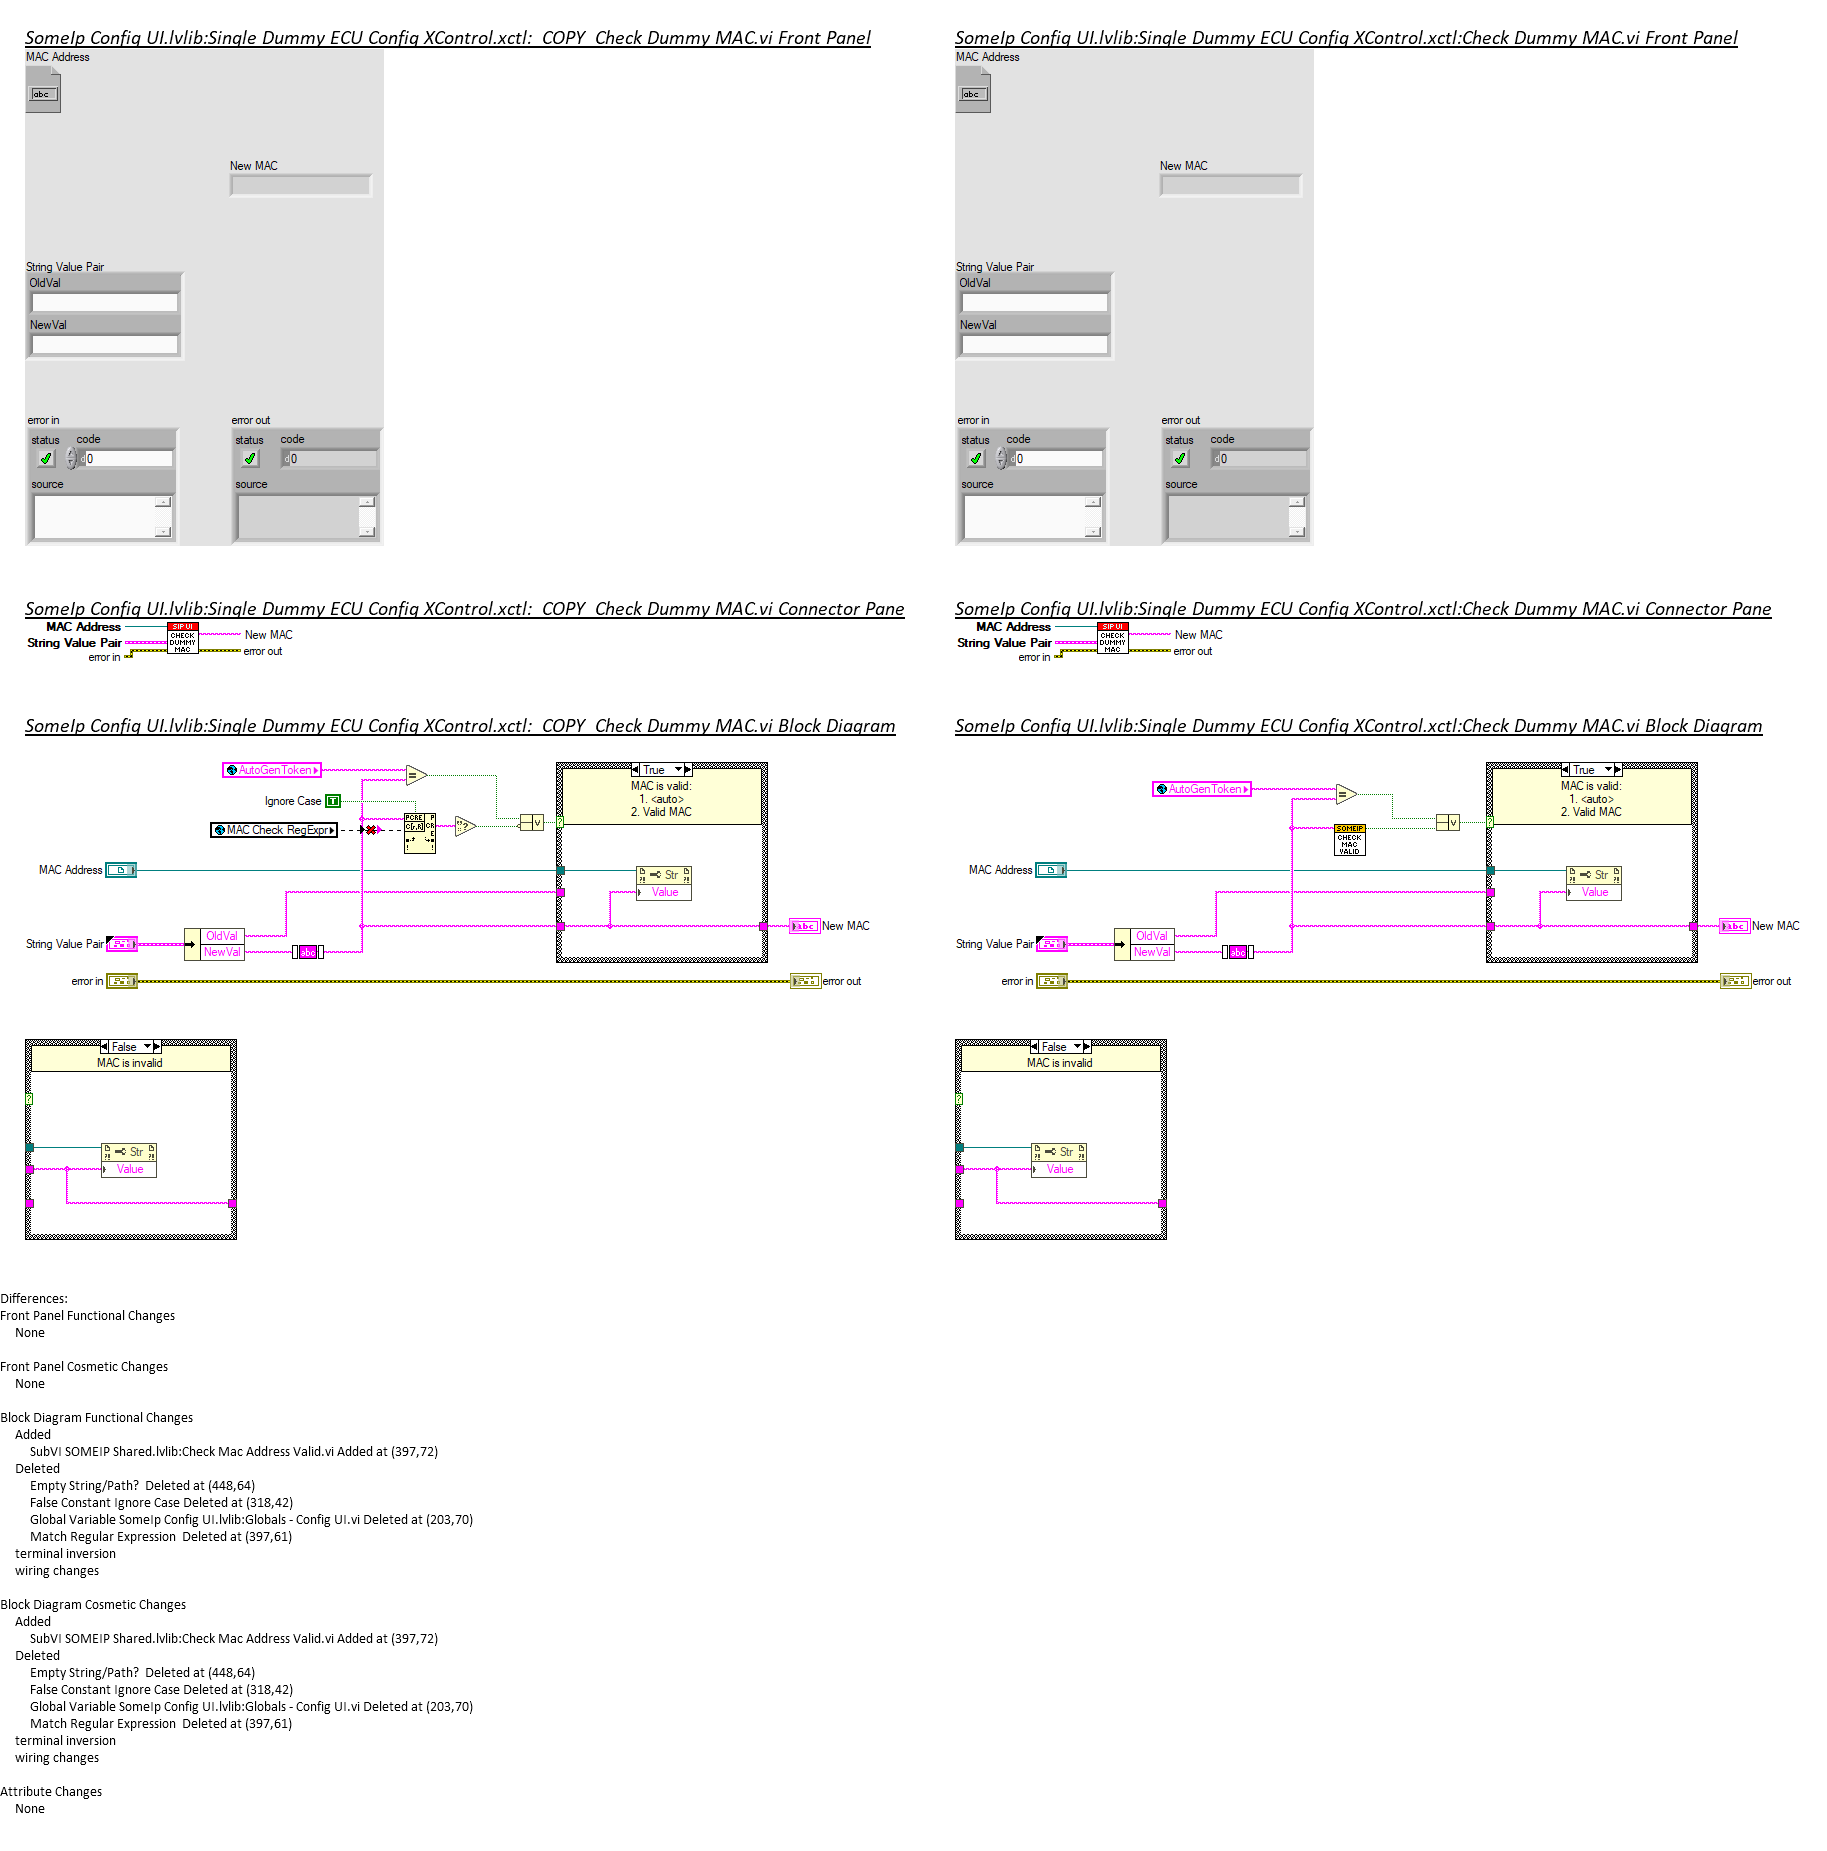 SomeIp Config UI.lvlib:Single Dummy ECU Config XControl.xctl:  COPY  Check Dummy MAC.vi Front Panel
MAC Address
abc
New MAC
String Value Pair
OldVal
NewVal
error in
error out
status
code
d
0
status
code
d
0
source
source
SomeIp Config UI.lvlib:Single Dummy ECU Config XControl.xctl:Check Dummy MAC.vi Front Panel
MAC Address
abc
New MAC
String Value Pair
OldVal
NewVal
error in
error out
status
code
d
0
status
code
d
0
source
source
SomeIp Config UI.lvlib:Single Dummy ECU Config XControl.xctl:  COPY  Check Dummy MAC.vi Connector Pane
MAC Address
String Value Pair
error in
SIP UI
CHECK
DUMMY
MAC
New MAC
error out
SomeIp Config UI.lvlib:Single Dummy ECU Config XControl.xctl:Check Dummy MAC.vi Connector Pane
MAC Address
String Value Pair
error in
SIP UI
CHECK
DUMMY
MAC
New MAC
error out
SomeIp Config UI.lvlib:Single Dummy ECU Config XControl.xctl:  COPY  Check Dummy MAC.vi Block Diagram
AutoGenToken
=
Ignore Case
T
MAC Check RegExpr
PCRE
?
V
True
MAC is valid:
1. <auto>
2. Valid MAC
?
MAC Address
Str
Value
String Value Pair
OldVal
NewVal
abc
abc
New MAC
error in
error out
False
MAC is invalid
?
Str
Value
SomeIp Config UI.lvlib:Single Dummy ECU Config XControl.xctl:Check Dummy MAC.vi Block Diagram
AutoGenToken
=
SOMEIP
CHECK
MAC
VALID
V
True
MAC is valid:
1. <auto>
2. Valid MAC
?
MAC Address
Str
Value
String Value Pair
OldVal
NewVal
abc
abc
New MAC
error in
error out
False
MAC is invalid
?
Str
Value
Differences:
Front Panel Functional Changes
None
Front Panel Cosmetic Changes
None
Block Diagram Functional Changes
Added
SubVI SOMEIP Shared.lvlib:Check Mac Address Valid.vi Added at (397,72)
Deleted
Empty String/Path?  Deleted at (448,64)
False Constant Ignore Case Deleted at (318,42)
Global Variable SomeIp Config UI.lvlib:Globals - Config UI.vi Deleted at (203,70)
Match Regular Expression  Deleted at (397,61)
terminal inversion
wiring changes
Block Diagram Cosmetic Changes
Added
SubVI SOMEIP Shared.lvlib:Check Mac Address Valid.vi Added at (397,72)
Deleted
Empty String/Path?  Deleted at (448,64)
False Constant Ignore Case Deleted at (318,42)
Global Variable SomeIp Config UI.lvlib:Globals - Config UI.vi Deleted at (203,70)
Match Regular Expression  Deleted at (397,61)
terminal inversion
wiring changes
Attribute Changes
None